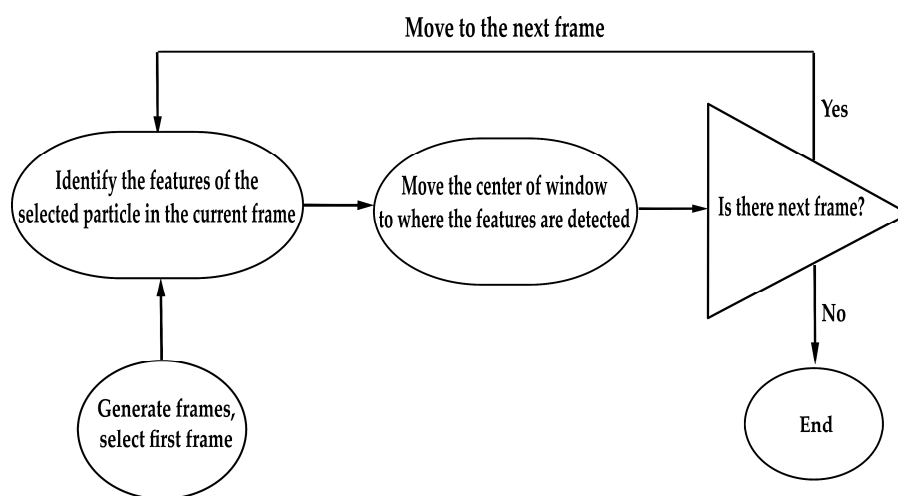 Move to the next frame
Yes
Identify the features of the
selected particle in the current frame
Move the center of window
to where the features are detected
Is there next frame?
No
Generate frames,
select first frame
End